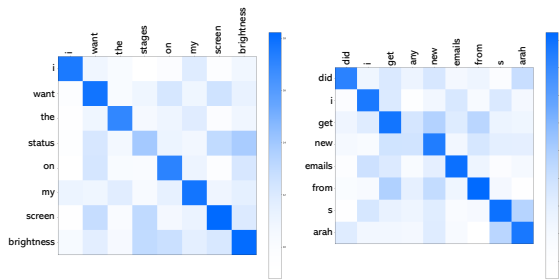 i want the stages on my screen brightness
i
want
the
status
on
my
screen
brightness
did i get any new emails from s arah
did
i
get
new
emails
from
s
arah